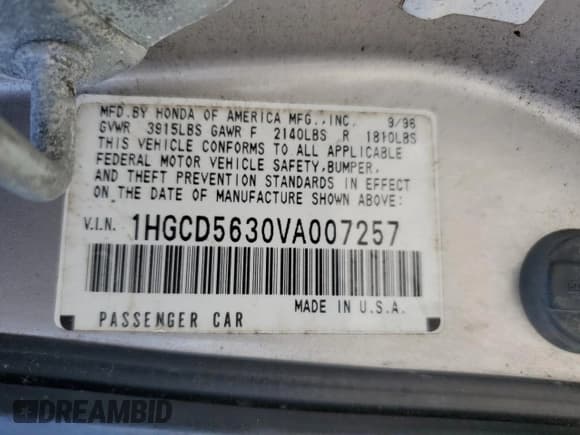 MFD.BY HONDA OF AMERICA MFG.,INC. 9/96
GVWR 3915LBS GAWR F 2140LBS R 1810LBS
THIS VEHICLE CONFORMS TO ALL APPLICABLE
FEDERAL MOTOR VEHICLE SAFETY,BUMPER,
AND THEFT PREVENTION STANDARDS IN EFFECT
ON THE DATE OF MANUFACTURE SHOWN ABOVE:
V.I.N. 1HGCD5630VA007257
MADE IN U.S.A.
PASSENGER CAR
DREAMBID